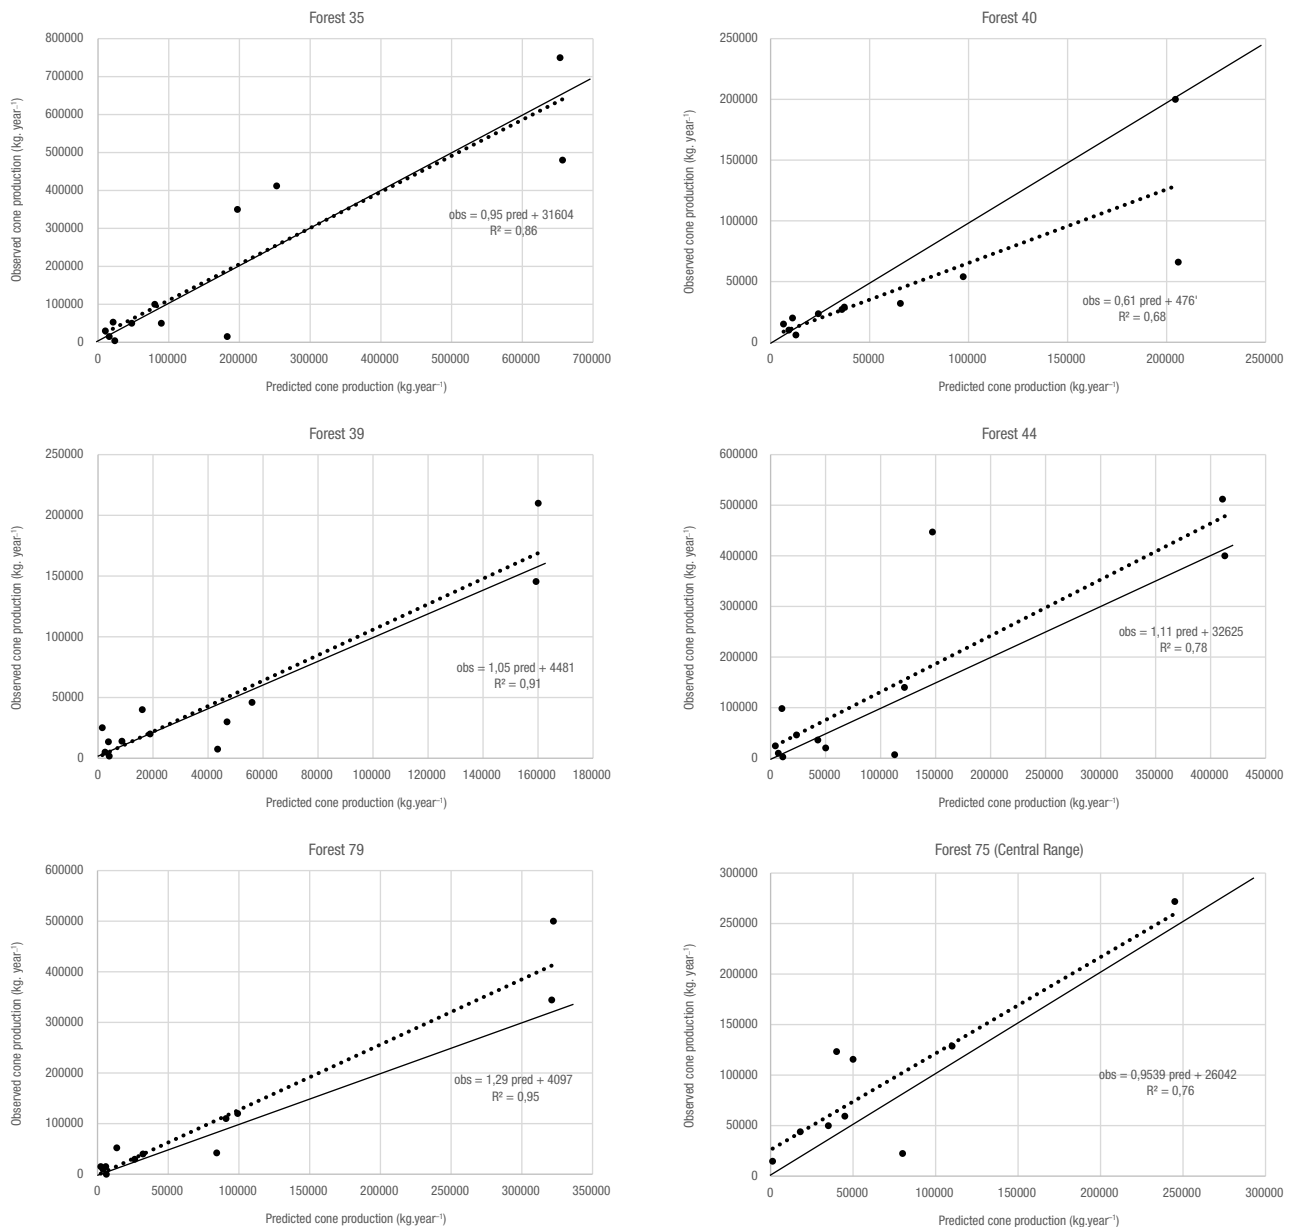 Forest 35
Observed cone production (kg. year⁻¹)
800000
700000
600000
500000
400000
300000
200000
100000
0
obs = 0,95 pred + 31604
R² = 0,86
0 100000 200000 300000 400000 500000 600000 700000
Predicted cone production (kg.year⁻¹)
Forest 40
Observed cone production (kg. year⁻¹)
250000
200000
150000
100000
50000
0
obs = 0,61 pred + 476'
R² = 0,68
0 50000 100000 150000 200000 250000
Predicted cone production (kg.year⁻¹)
Forest 39
Observed cone production (kg. year⁻¹)
250000
200000
150000
100000
50000
0
obs = 1,05 pred + 4481
R² = 0,91
0 20000 40000 60000 80000 100000 120000 140000 160000 180000
Predicted cone production (kg.year⁻¹)
Forest 44
Observed cone production (kg. year⁻¹)
600000
500000
400000
300000
200000
100000
0
obs = 1,11 pred + 32625
R² = 0,78
0 50000 100000 150000 200000 250000 300000 350000 400000 450000
Predicted cone production (kg.year⁻¹)
Forest 79
Observed cone production (kg. year⁻¹)
600000
500000
400000
300000
200000
100000
0
obs = 1,29 pred + 4097
R² = 0,95
0 50000 100000 150000 200000 250000 300000 350000
Predicted cone production (kg.year⁻¹)
Forest 75 (Central Range)
Observed cone production (kg. year⁻¹)
300000
250000
200000
150000
100000
50000
0
obs = 0,9539 pred + 26042
R² = 0,76
0 50000 100000 150000 200000 250000 300000
Predicted cone production (kg.year⁻¹)